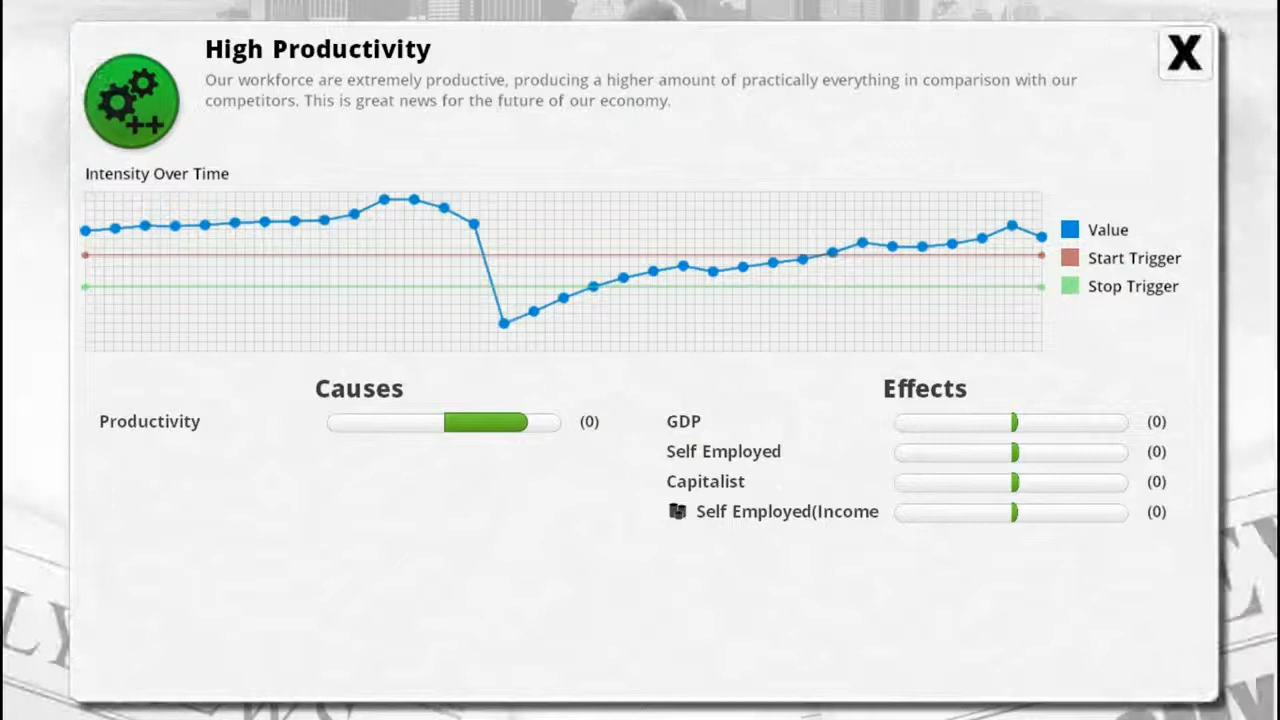 High Productivity
X
Our workforce are extremely productive, producing a higher amount of practically everything in comparison with our
competitors. This is great news for the future of our economy.
++
Intensity Over Time
Value
Start Trigger
Stop Trigger
Causes
Effects
Productivity (0)
GDP (0)
Self Employed (0)
Capitalist (0)
Self Employed(Income (0)